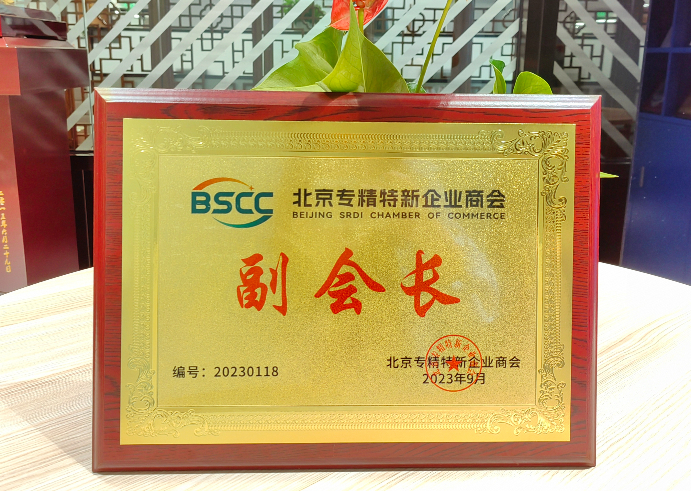 BSCC 北京专精特新企业商会
BEIJING SRDI CHAMBER OF COMMERCE
副会长
编号：20230118
北京专精特新企业商会
2023年9月